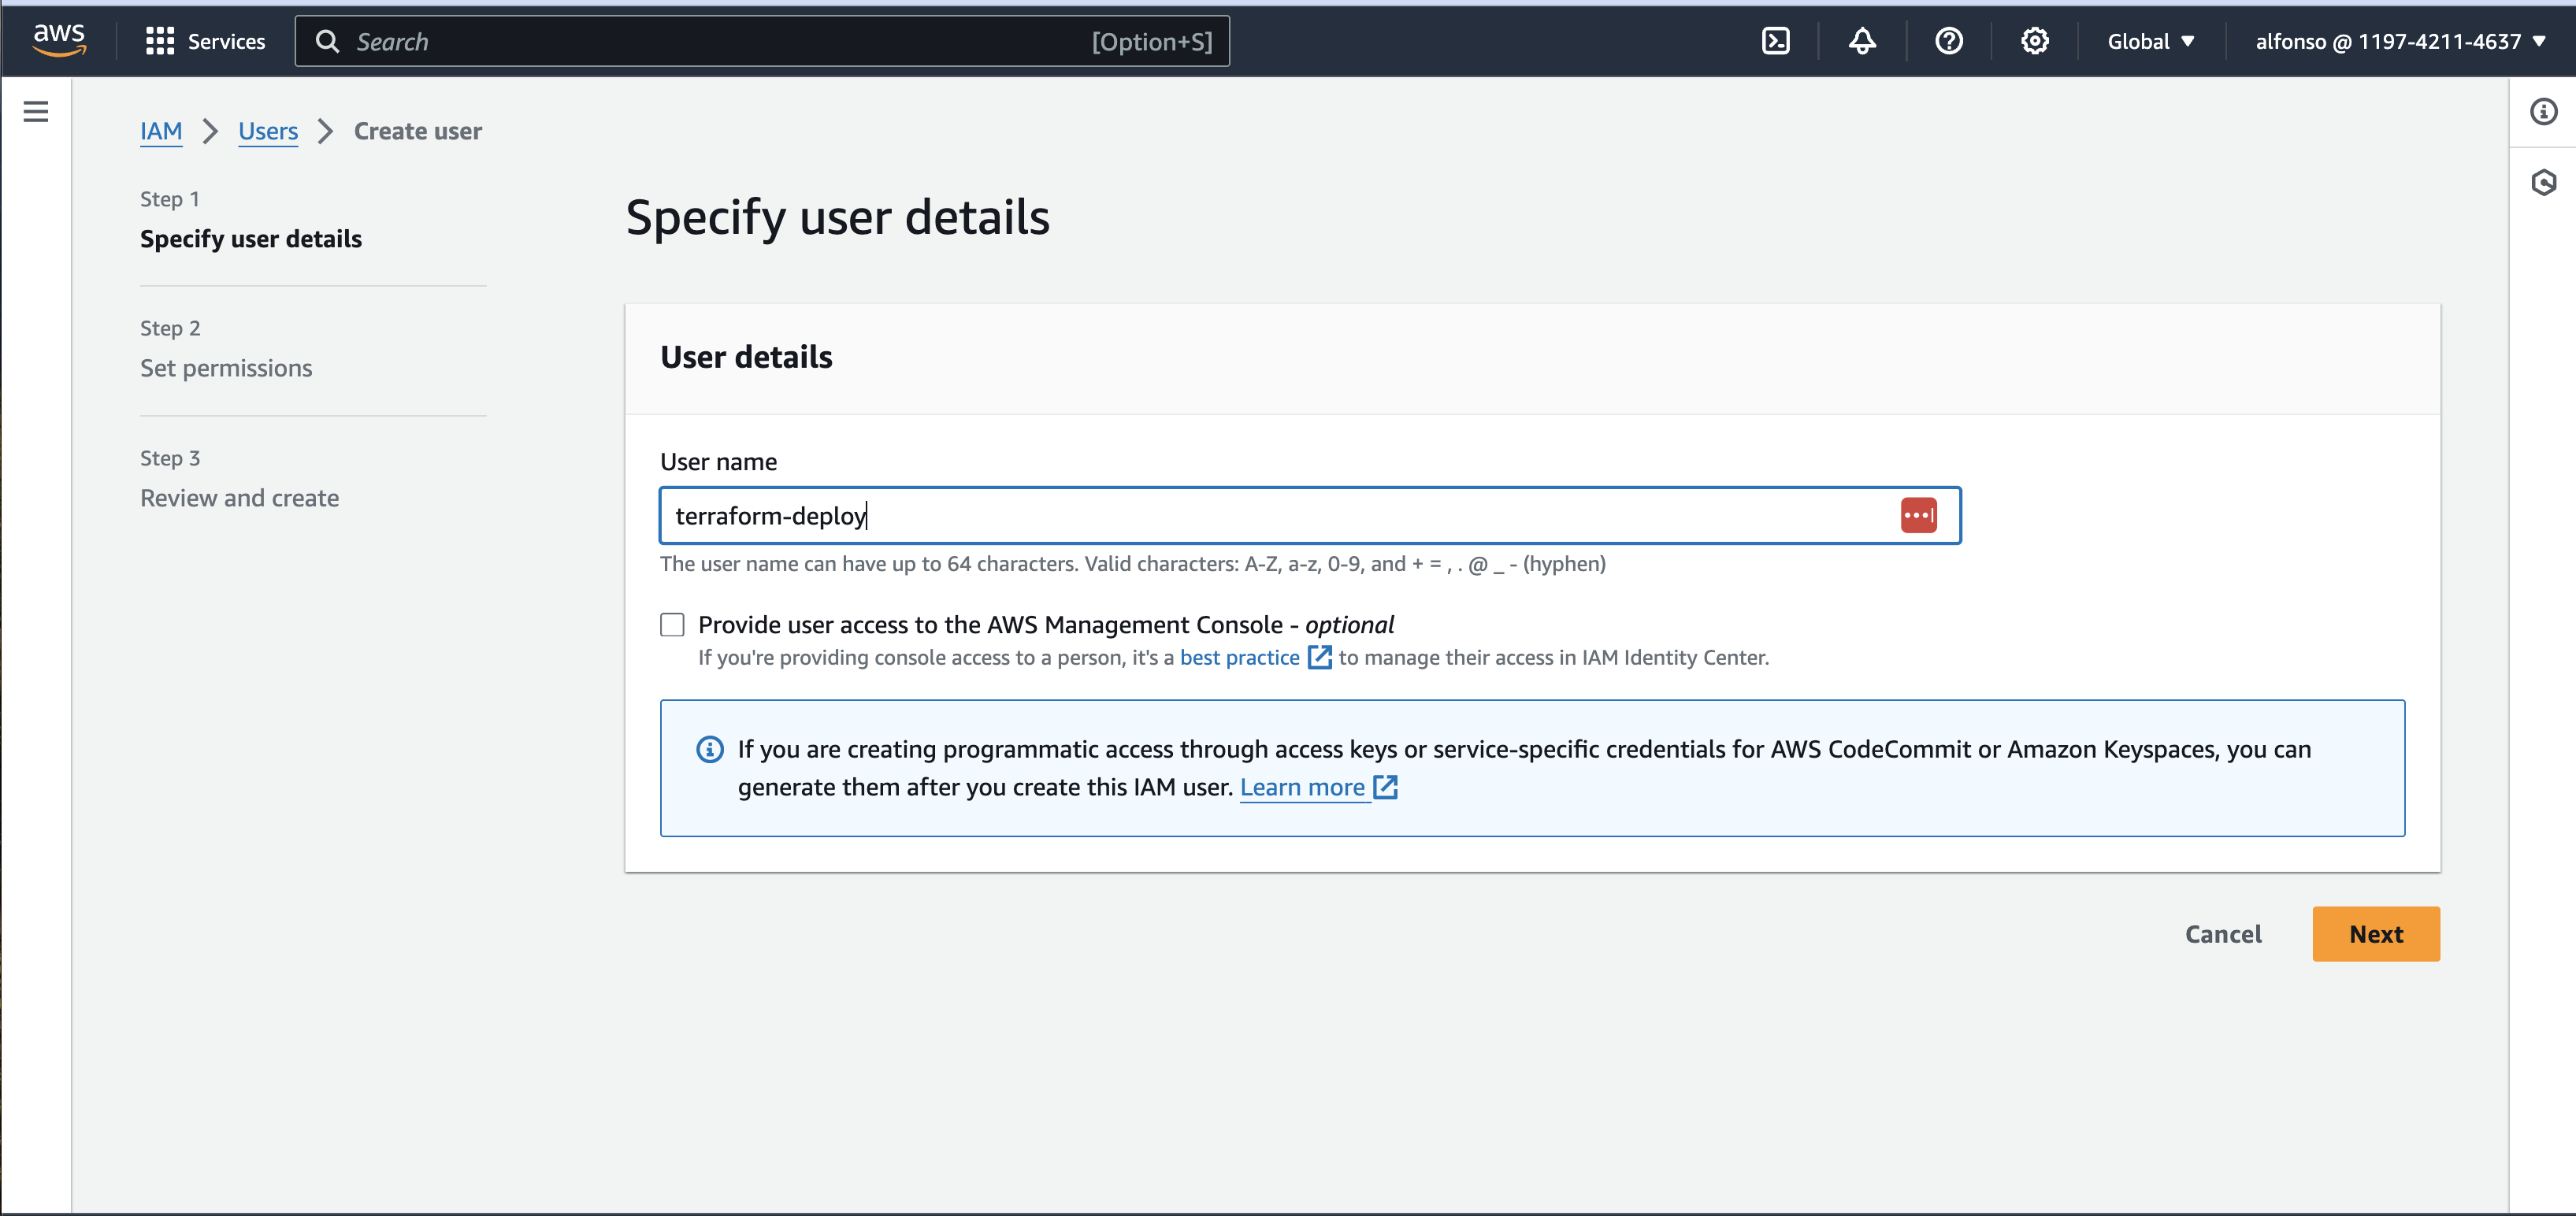 aws Services Search [Option+S] Global alfonso @ 1197-4211-4637
IAM Users Create user
Step 1
Specify user details
Step 2
Set permissions
Step 3
Review and create
Specify user details
User details
User name
terraform-deploy
The user name can have up to 64 characters. Valid characters: A-Z, a-z, 0-9, and + = , . @ _ - (hyphen)
Provide user access to the AWS Management Console - optional
If you're providing console access to a person, it's a best practice to manage their access in IAM Identity Center.
If you are creating programmatic access through access keys or service-specific credentials for AWS CodeCommit or Amazon Keyspaces, you can
generate them after you create this IAM user. Learn more
Cancel Next